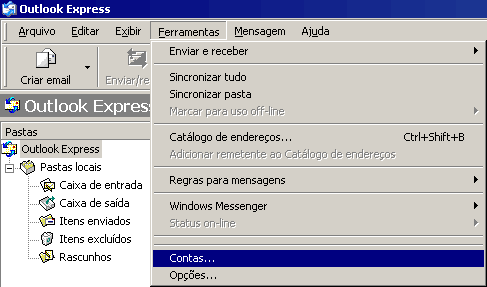 Outlook Express
Arquivo Editar Exibir Ferramentas Mensagem Ajuda
Criar email
Enviar/re
Outlook Express
Pastas
Outlook Express
Pastas locais
Caixa de entrada
Caixa de saída
Itens enviados
Itens excluídos
Rascunhos
Enviar e receber
Sincronizar tudo
Sincronizar pasta
Marcar para uso off-line
Catálogo de endereços... Ctrl+Shift+B
Adicionar remetente ao Catálogo de endereços
Regras para mensagens
Windows Messenger
Status on-line
Contas...
Opções...